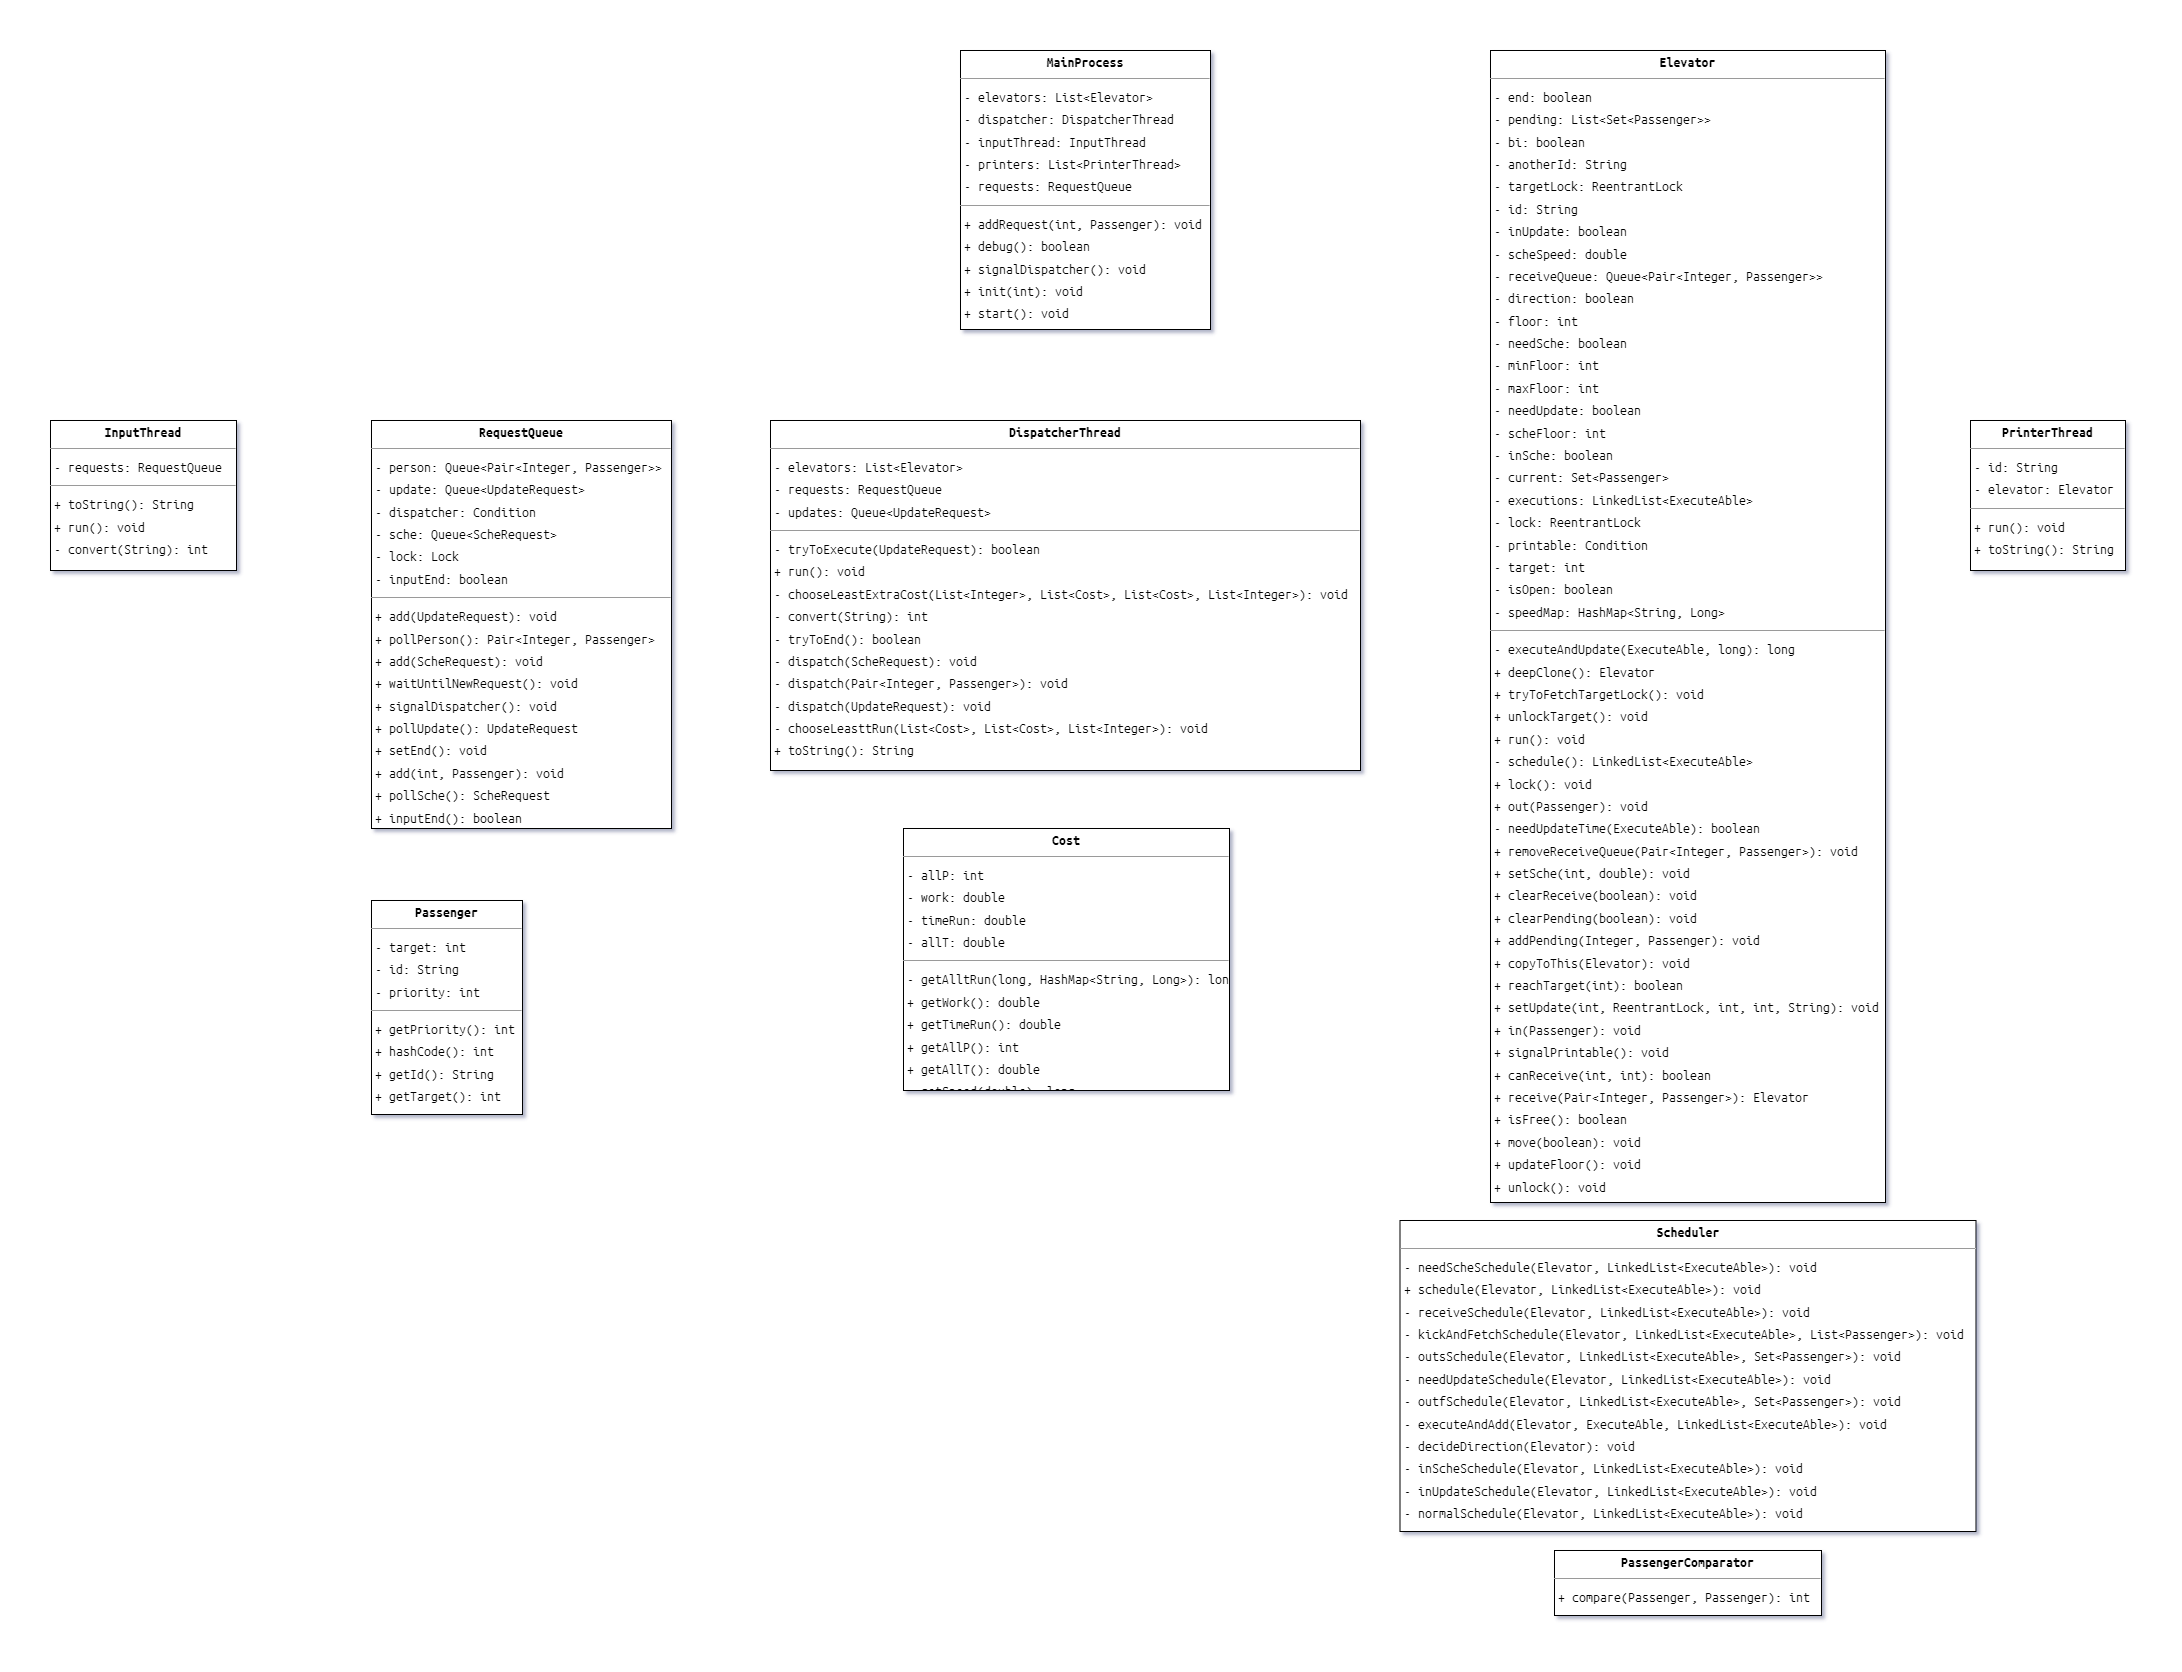 MainProcess
- elevators: List<Elevator>
- dispatcher: DispatcherThread
- inputThread: InputThread
- printers: List<PrinterThread>
- requests: RequestQueue
+ addRequest(int, Passenger): void
+ debug(): boolean
+ signalDispatcher(): void
+ init(int): void
+ start(): void
Elevator
- end: boolean
- pending: List<Set<Passenger>>
- bi: boolean
- anotherId: String
- targetLock: ReentrantLock
- id: String
- inUpdate: boolean
- scheSpeed: double
- receiveQueue: Queue<Pair<Integer, Passenger>>
- direction: boolean
- floor: int
- needSche: boolean
- minFloor: int
- maxFloor: int
- needUpdate: boolean
- scheFloor: int
- inSche: boolean
- current: Set<Passenger>
- executions: LinkedList<ExecuteAble>
- lock: ReentrantLock
- printable: Condition
- target: int
- isOpen: boolean
- speedMap: HashMap<String, Long>
- executeAndUpdate(ExecuteAble, long): long
+ deepClone(): Elevator
+ tryToFetchTargetLock(): void
+ unlockTarget(): void
+ run(): void
- schedule(): LinkedList<ExecuteAble>
+ lock(): void
+ out(Passenger): void
- needUpdateTime(ExecuteAble): boolean
+ removeReceiveQueue(Pair<Integer, Passenger>): void
+ setSche(int, double): void
+ clearReceive(boolean): void
+ clearPending(boolean): void
+ addPending(Integer, Passenger): void
+ copyToThis(Elevator): void
+ reachTarget(int): boolean
+ setUpdate(int, ReentrantLock, int, int, String): void
+ in(Passenger): void
+ signalPrintable(): void
+ canReceive(int, int): boolean
+ receive(Pair<Integer, Passenger>): Elevator
+ isFree(): boolean
+ move(boolean): void
+ updateFloor(): void
+ unlock(): void
InputThread
- requests: RequestQueue
+ toString(): String
+ run(): void
- convert(String): int
RequestQueue
- person: Queue<Pair<Integer, Passenger>>
- update: Queue<UpdateRequest>
- dispatcher: Condition
- sche: Queue<ScheRequest>
- lock: Lock
- inputEnd: boolean
+ add(UpdateRequest): void
+ pollPerson(): Pair<Integer, Passenger>
+ add(ScheRequest): void
+ waitUntilNewRequest(): void
+ signalDispatcher(): void
+ pollUpdate(): UpdateRequest
+ setEnd(): void
+ add(int, Passenger): void
+ pollSche(): ScheRequest
+ inputEnd(): boolean
DispatcherThread
- elevators: List<Elevator>
- requests: RequestQueue
- updates: Queue<UpdateRequest>
- tryToExecute(UpdateRequest): boolean
+ run(): void
- chooseLeastExtraCost(List<Integer>, List<Cost>, List<Cost>, List<Integer>): void
- convert(String): int
- tryToEnd(): boolean
- dispatch(ScheRequest): void
- dispatch(Pair<Integer, Passenger>): void
- dispatch(UpdateRequest): void
- chooseLeasttRun(List<Cost>, List<Cost>, List<Integer>): void
+ toString(): String
PrinterThread
- id: String
- elevator: Elevator
+ run(): void
+ toString(): String
Cost
- allP: int
- work: double
- timeRun: double
- allT: double
- getAlltRun(long, HashMap<String, Long>): lon
+ getWork(): double
+ getTimeRun(): double
+ getAllP(): int
+ getAllT(): double
Passenger
- target: int
- id: String
- priority: int
+ getPriority(): int
+ hashCode(): int
+ getId(): String
+ getTarget(): int
Scheduler
- needScheSchedule(Elevator, LinkedList<ExecuteAble>): void
+ schedule(Elevator, LinkedList<ExecuteAble>): void
- receiveSchedule(Elevator, LinkedList<ExecuteAble>): void
- kickAndFetchSchedule(Elevator, LinkedList<ExecuteAble>, List<Passenger>): void
- outsSchedule(Elevator, LinkedList<ExecuteAble>, Set<Passenger>): void
- needUpdateSchedule(Elevator, LinkedList<ExecuteAble>): void
- outfSchedule(Elevator, LinkedList<ExecuteAble>, Set<Passenger>): void
- executeAndAdd(Elevator, ExecuteAble, LinkedList<ExecuteAble>): void
- decideDirection(Elevator): void
- inScheSchedule(Elevator, LinkedList<ExecuteAble>): void
- inUpdateSchedule(Elevator, LinkedList<ExecuteAble>): void
- normalSchedule(Elevator, LinkedList<ExecuteAble>): void
PassengerComparator
+ compare(Passenger, Passenger): int